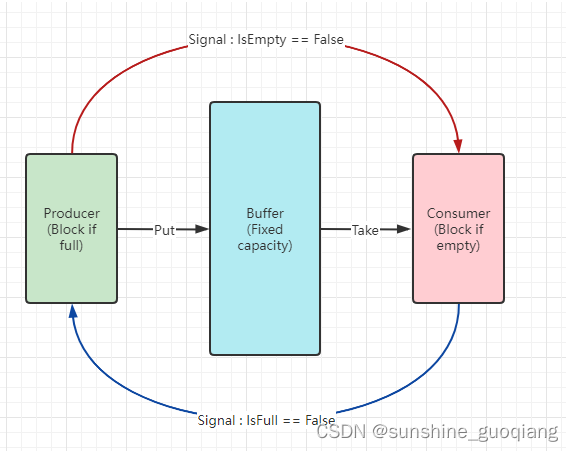 Signal : IsEmpty == False
Producer
(Block if
full)
Put
Buffer
(Fixed
capacity)
Take
Consumer
(Block if
empty)
Signal : IsFull == False
CSDN @sunshine_guoqiang